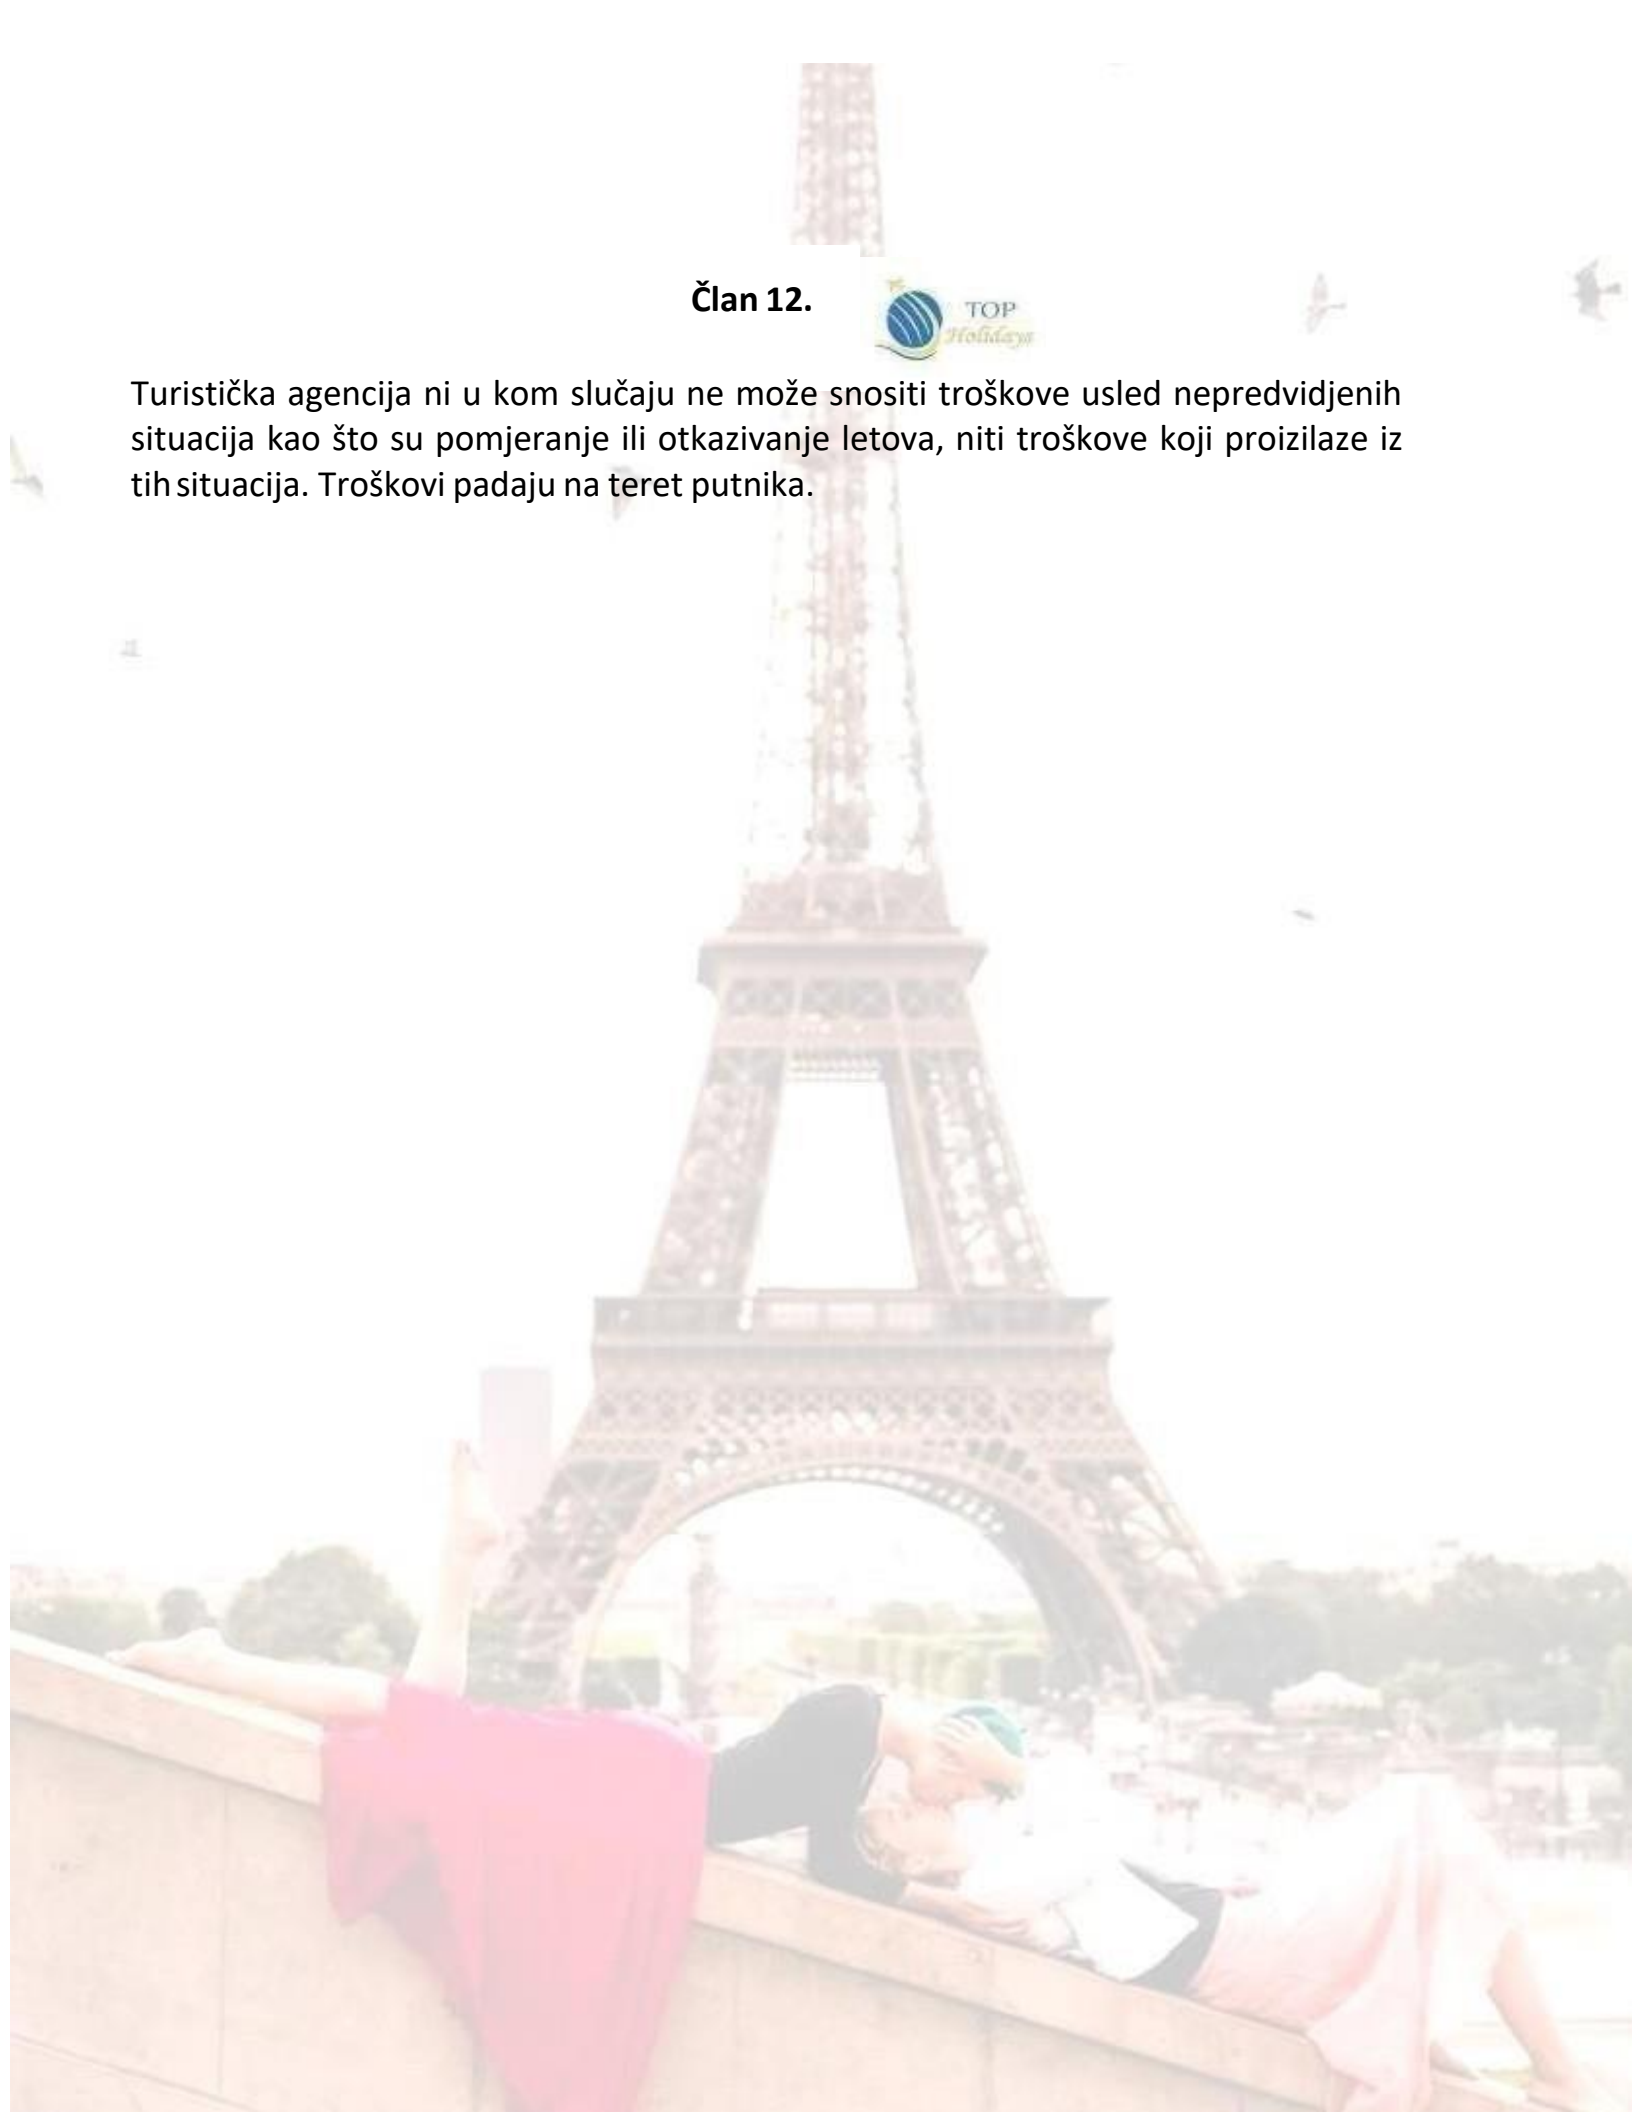 Član 12.
TOP
Holidays
Turistička agencija ni u kom slučaju ne može snositi troškove usled nepredvidjenih
situacija kao što su pomjeranje ili otkazivanje letova, niti troškove koji proizilaze iz
tih situacija. Troškovi padaju na teret putnika.